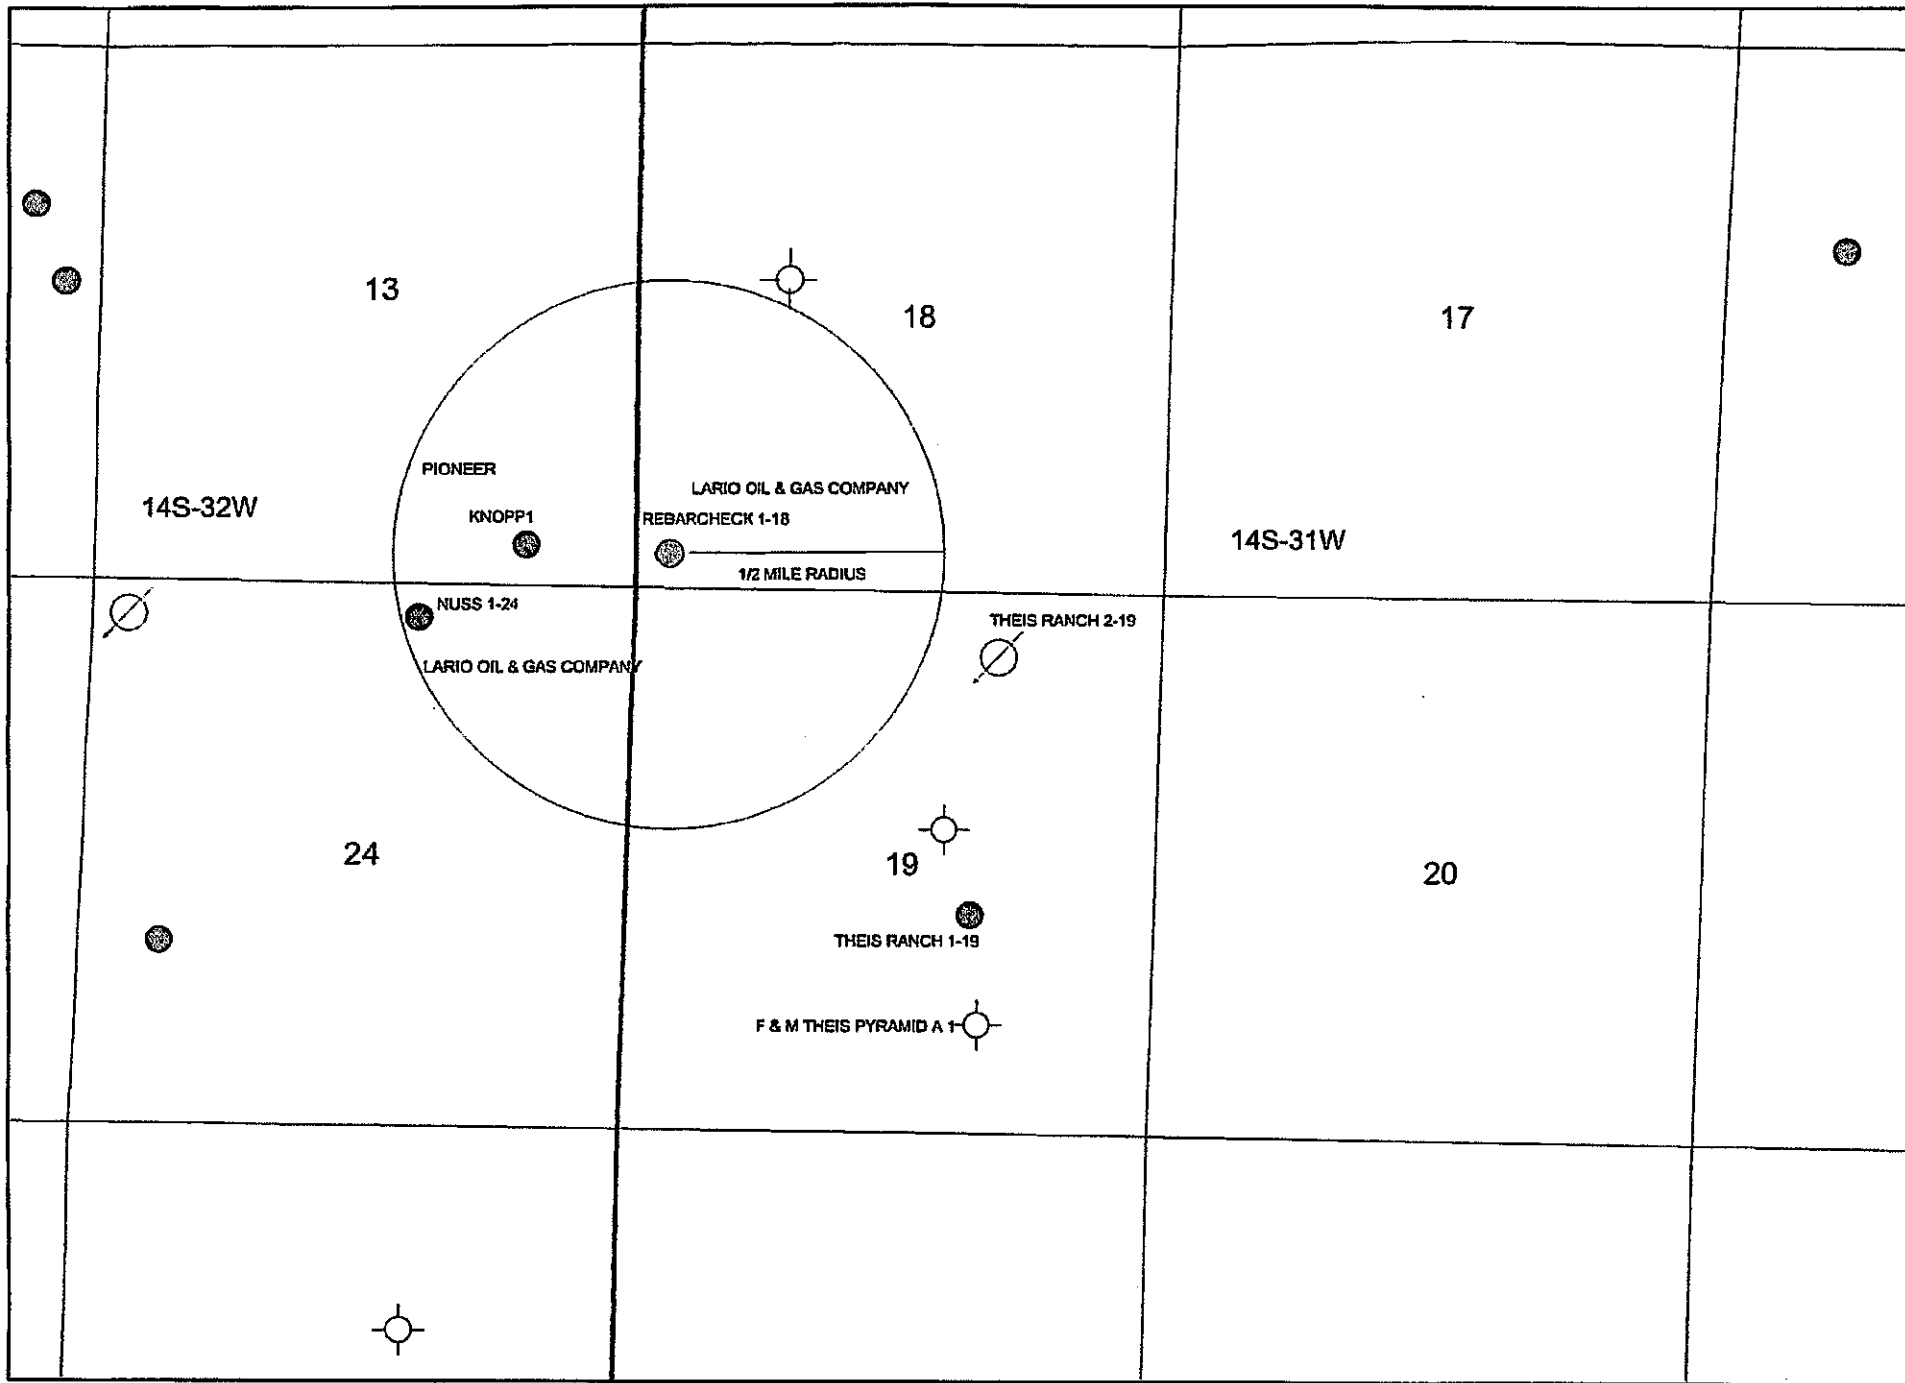 13
18
17
PIONEER
14S-32W
KNOPP1
LARIO OIL & GAS COMPANY
REBARCHECK 1-18
14S-31W
1/2 MILE RADIUS
NUSS 1-24
LARIO OIL & GAS COMPANY
THEIS RANCH 2-19
24
19
20
THEIS RANCH 1-19
F & M THEIS PYRAMID A 1